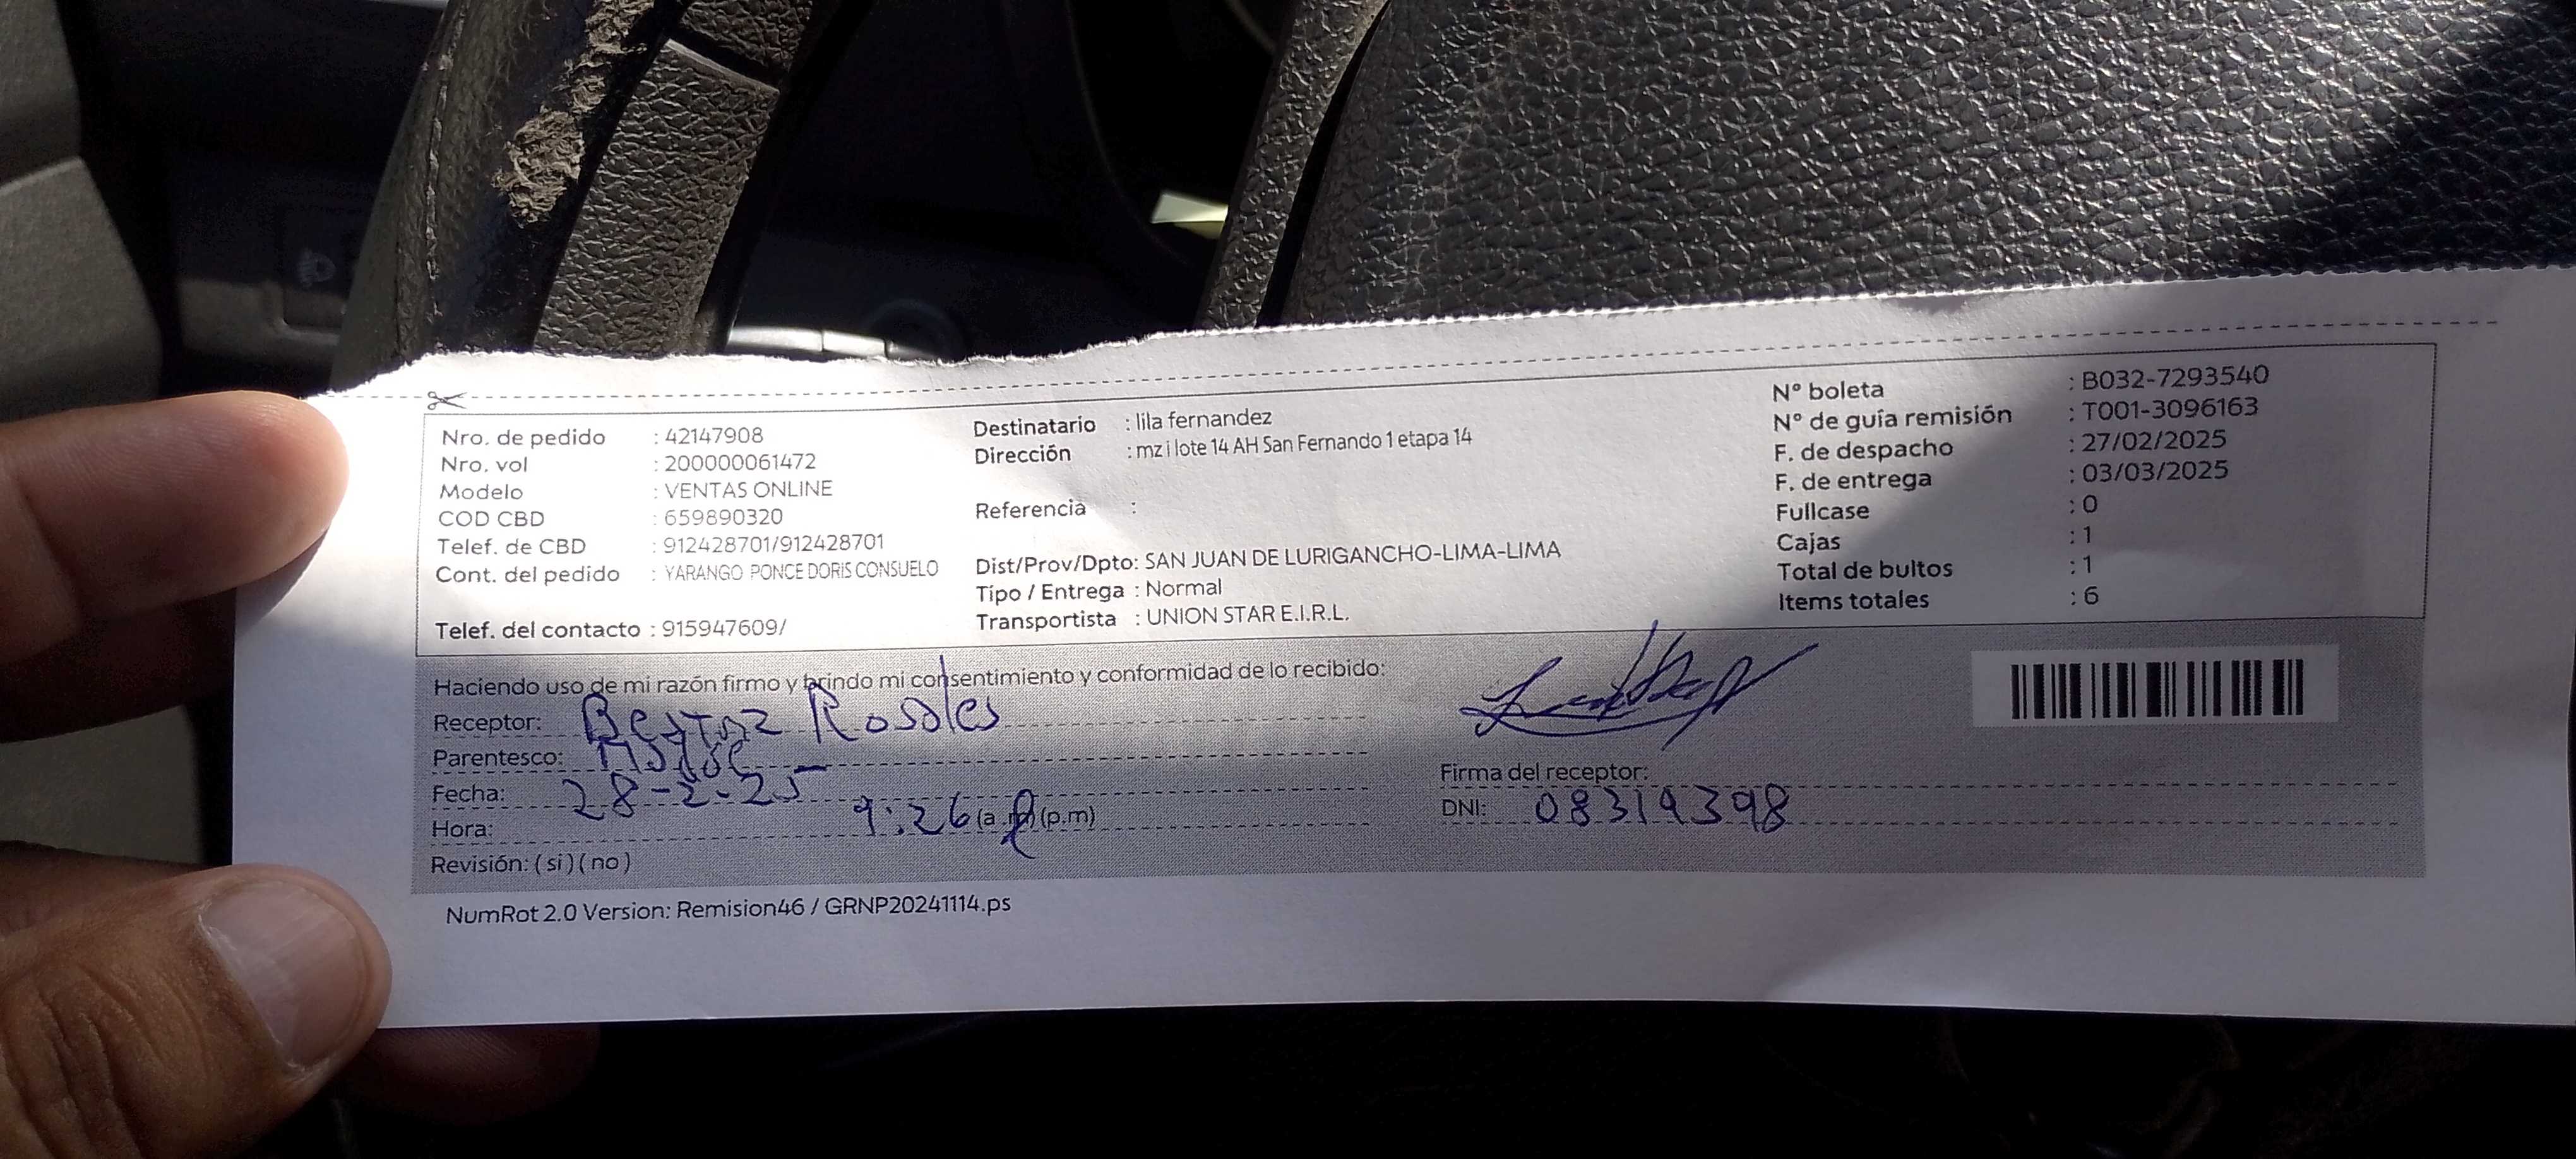 Nro. de pedido : 42147908
Nro. vol : 200000061472
Modelo : VENTAS ONLINE
COD CBD : 659890320
Telef. de CBD : 912428701/912428701
Cont. del pedido : YARANGO PONCE DORIS CONSUELO
Telef. del contacto : 915947609/
Destinatario : lila fernandez
Dirección : mz i lote 14 AH San Fernando 1 etapa 14
Referencia :
Dist/Prov/Dpto: SAN JUAN DE LURIGANCHO-LIMA-LIMA
Tipo / Entrega : Normal
Transportista : UNION STAR E.I.R.L.
N° boleta : B032-7293540
N° de guía remisión : T001-3096163
F. de despacho : 27/02/2025
F. de entrega : 03/03/2025
Fullcase : 0
Cajas : 1
Total de bultos : 1
Items totales : 6
Haciendo uso de mi razón firmo y brindo mi consentimiento y conformidad de lo recibido:
Receptor: Rosales
Parentesco:
Fecha: 28-2-25
Hora: 9:26 (a.m) (p.m)
Revisión: ( si ) ( no )
Firma del receptor:
DNI: 08319398
NumRot 2.0 Version: Remision46 / GRNP20241114.ps